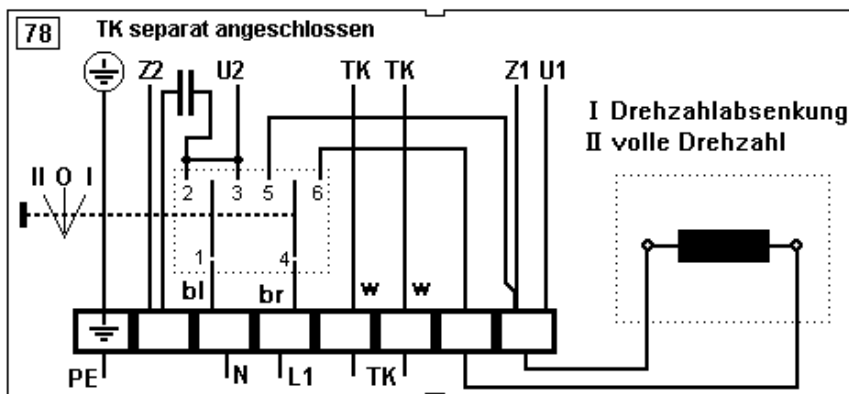 78 TK separat angeschlossen
Z2 U2 TK TK Z1 U1
I Drehzahlabsenkung
II volle Drehzahl
II O I
2 3 5 6
1 4
bl br w w
PE N L1 TK